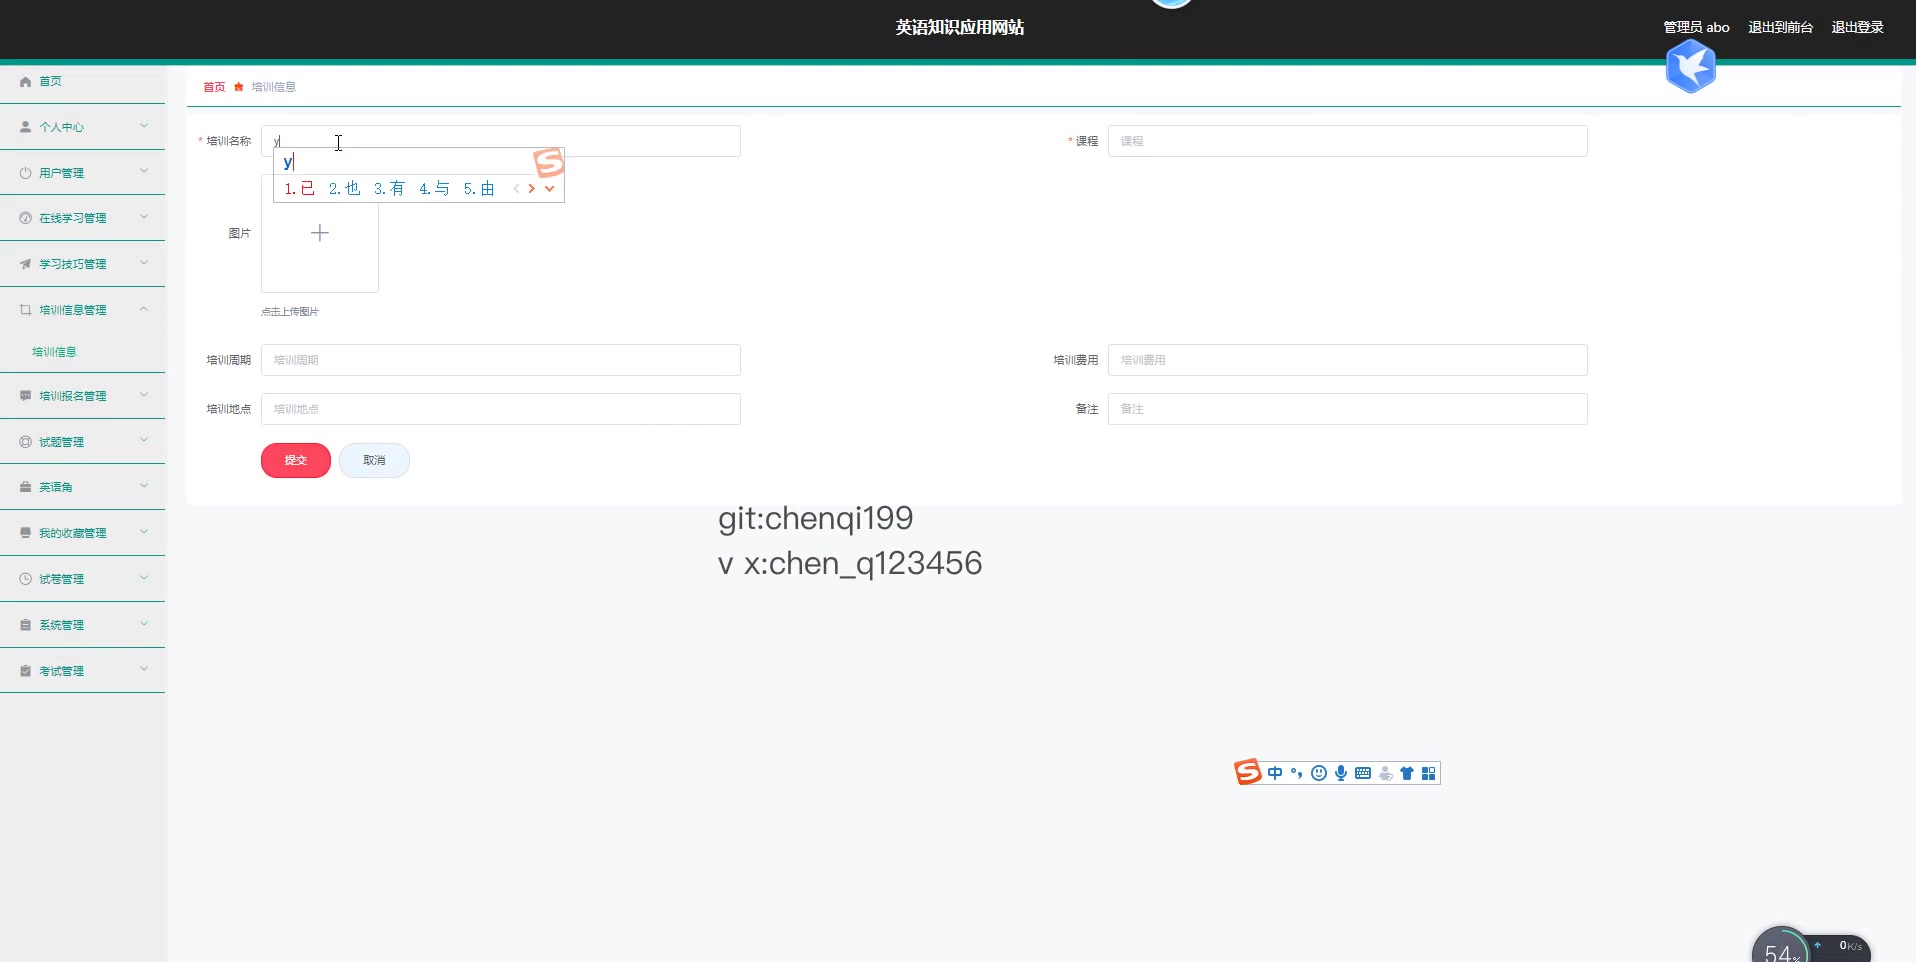 英语知识应用网站
管理员 abo 退出到前台 退出登录
首页
个人中心
用户管理
在线学习管理
学习技巧管理
培训信息管理
培训信息
培训报名管理
试题管理
英语角
我的收藏管理
试卷管理
系统管理
考试管理
首页 培训信息
* 培训名称 y
* 课程 课程
y
1.已 2.也 3.有 4.与 5.由
图片
点击上传图片
培训周期 培训周期
培训费用 培训费用
培训地点 培训地点
备注 备注
提交 取消
git:chenqi199
v x:chen_q123456
S 中
54% 0K/s